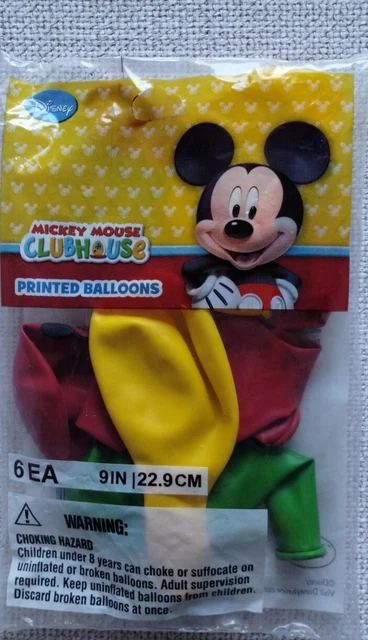 Disney
MICKEY MOUSE
CLUBHOUSE
PRINTED BALLOONS
6 EA 9IN | 22.9CM
WARNING:
CHOKING HAZARD
Children under 8 years can choke or suffocate on
uninflated or broken balloons. Adult supervision
required. Keep uninflated balloons from children.
Discard broken balloons at once.
©Disney